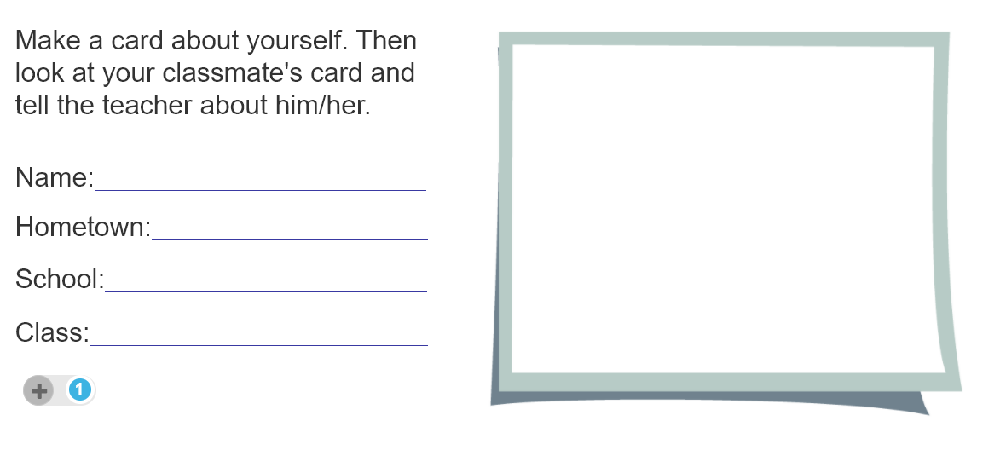 Make a card about yourself. Then
look at your classmate's card and
tell the teacher about him/her.
Name:
Hometown:
School:
Class:
1